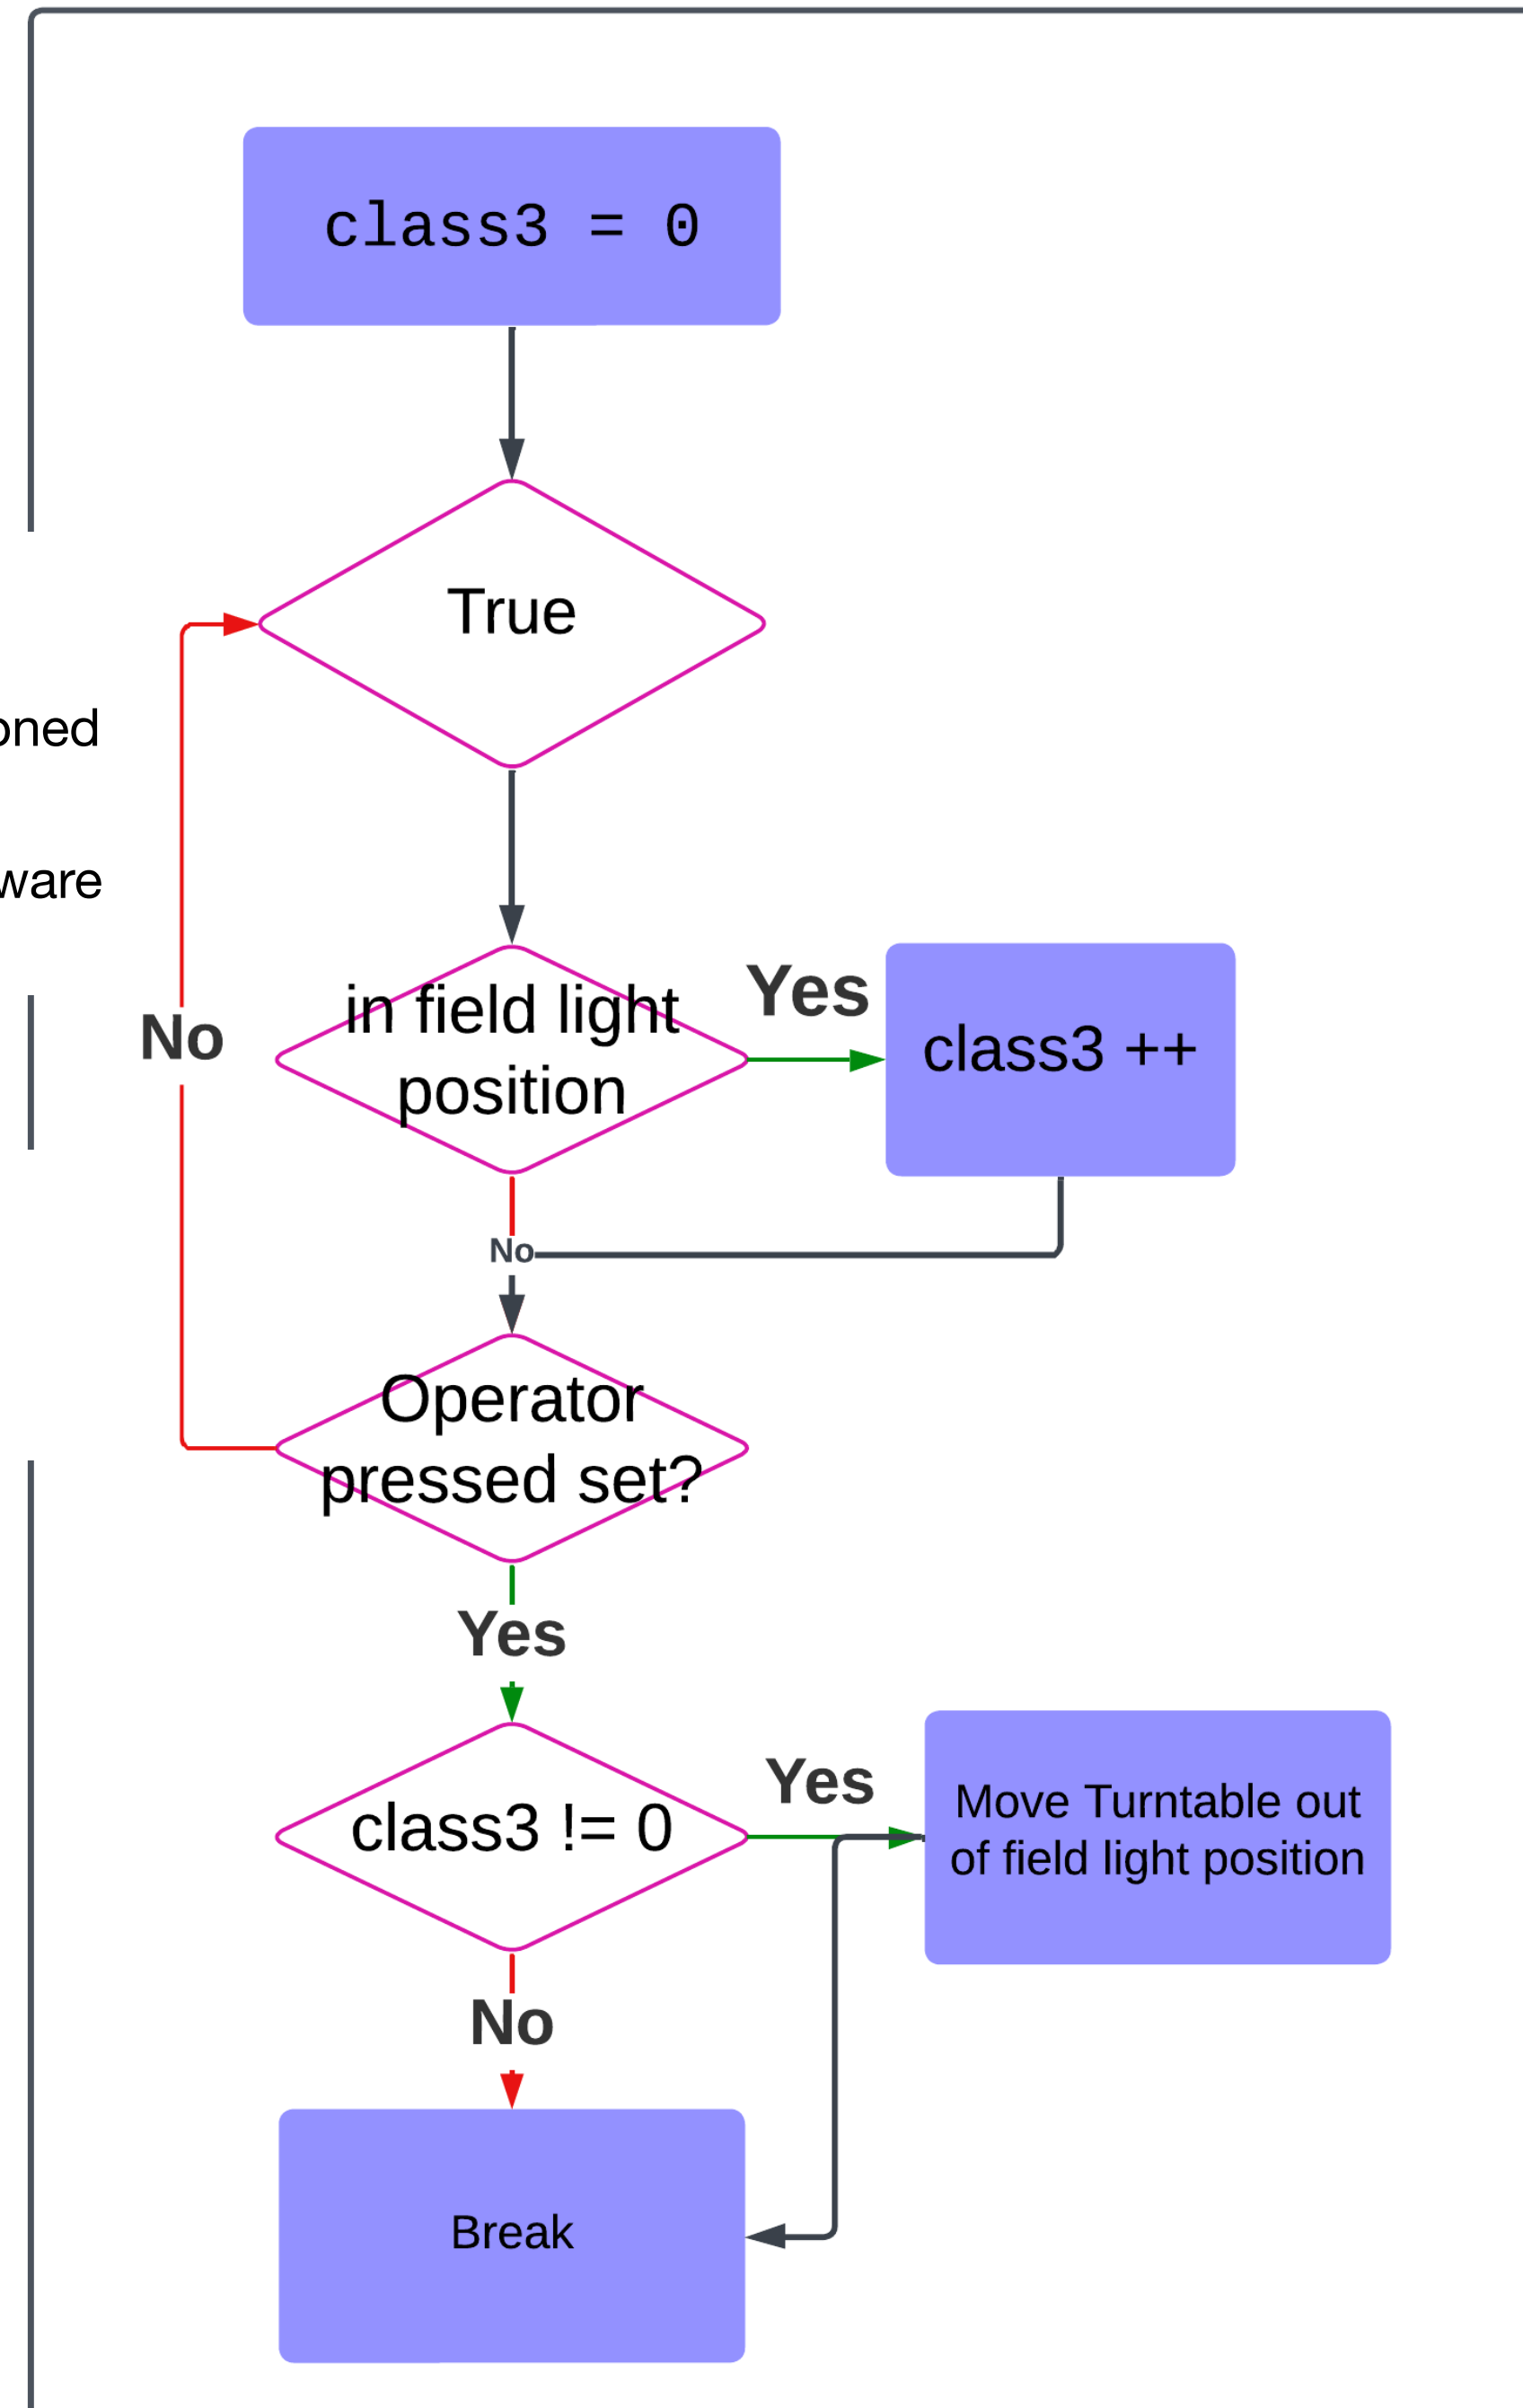 class3 = 0
True
oned
ware
in field light
position
Yes
class3 ++
No
No
Operator
pressed set?
Yes
class3 != 0
Yes
Move Turntable out
of field light position
No
Break